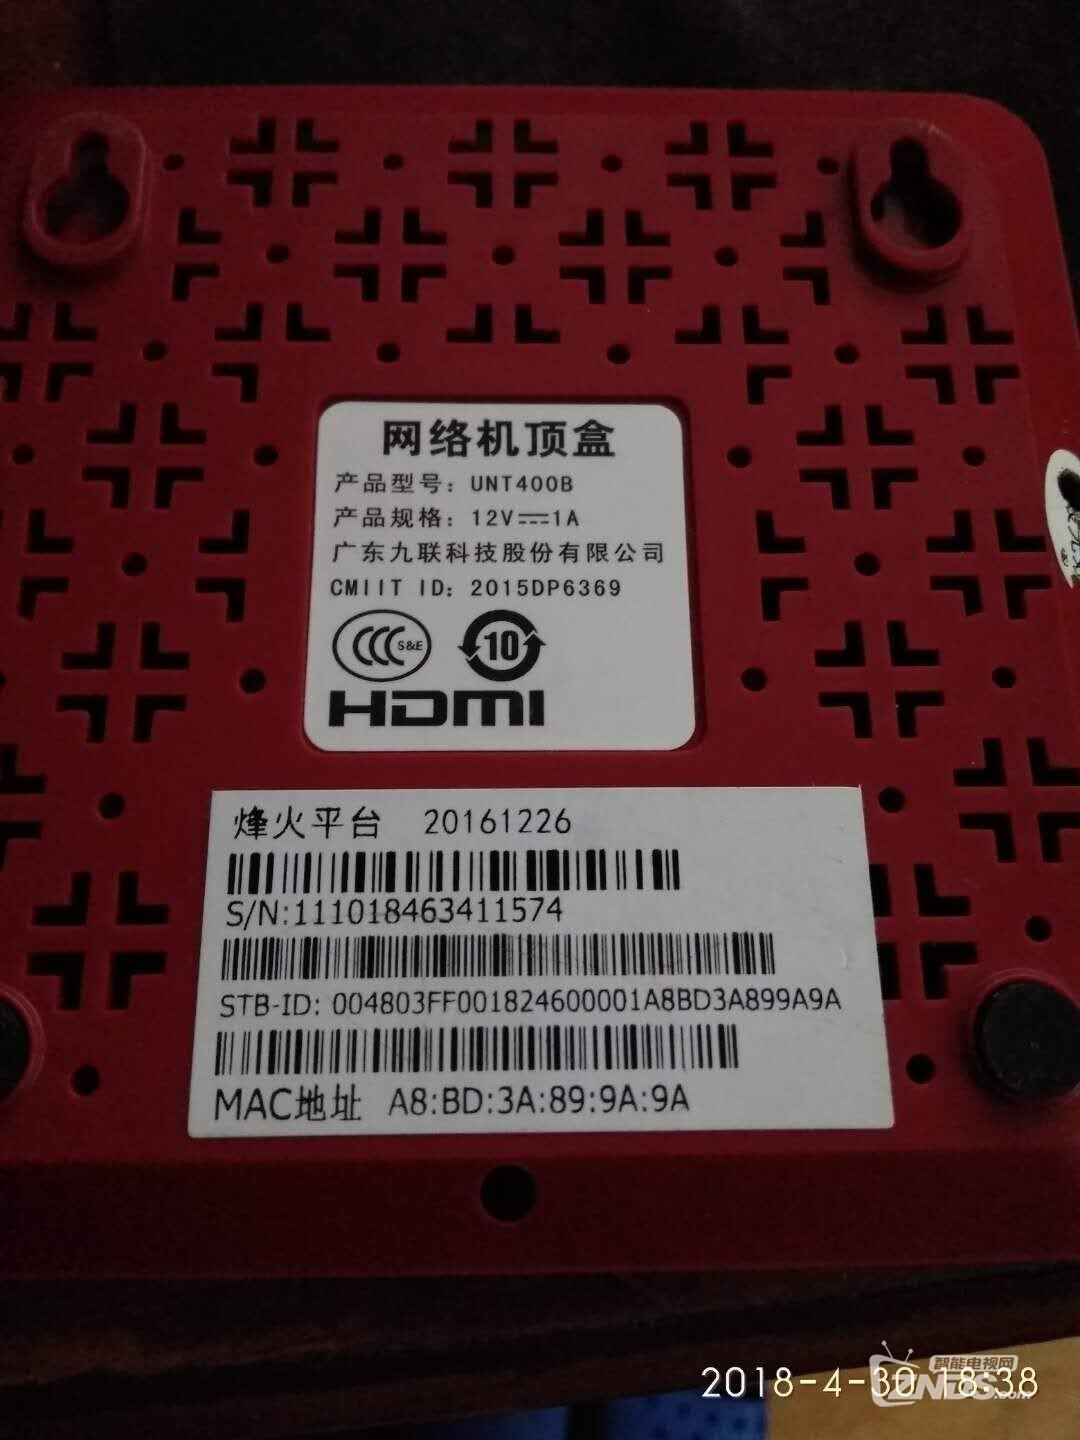 网络机顶盒
产品型号: UNT400B
产品规格: 12V⎓1A
广东九联科技股份有限公司
CMIIT ID: 2015DP6369
CCC S&E 10
HDMI
烽火平台 20161226
S/N:111018463411574
STB-ID: 004803FF001824600001A8BD3A899A9A
MAC地址 A8:BD:3A:89:9A:9A
智能电视网
2018-4-30 18:38
ZNDS.com